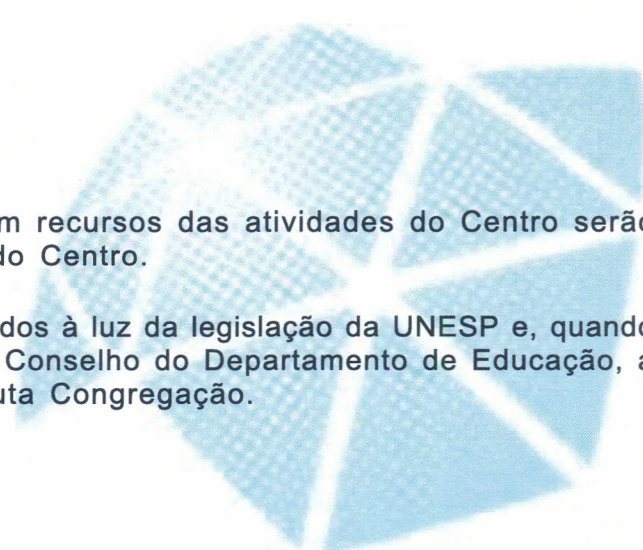 m recursos das atividades do Centro serão
do Centro.
dos à luz da legislação da UNESP e, quando
Conselho do Departamento de Educação, a
uta Congregação.